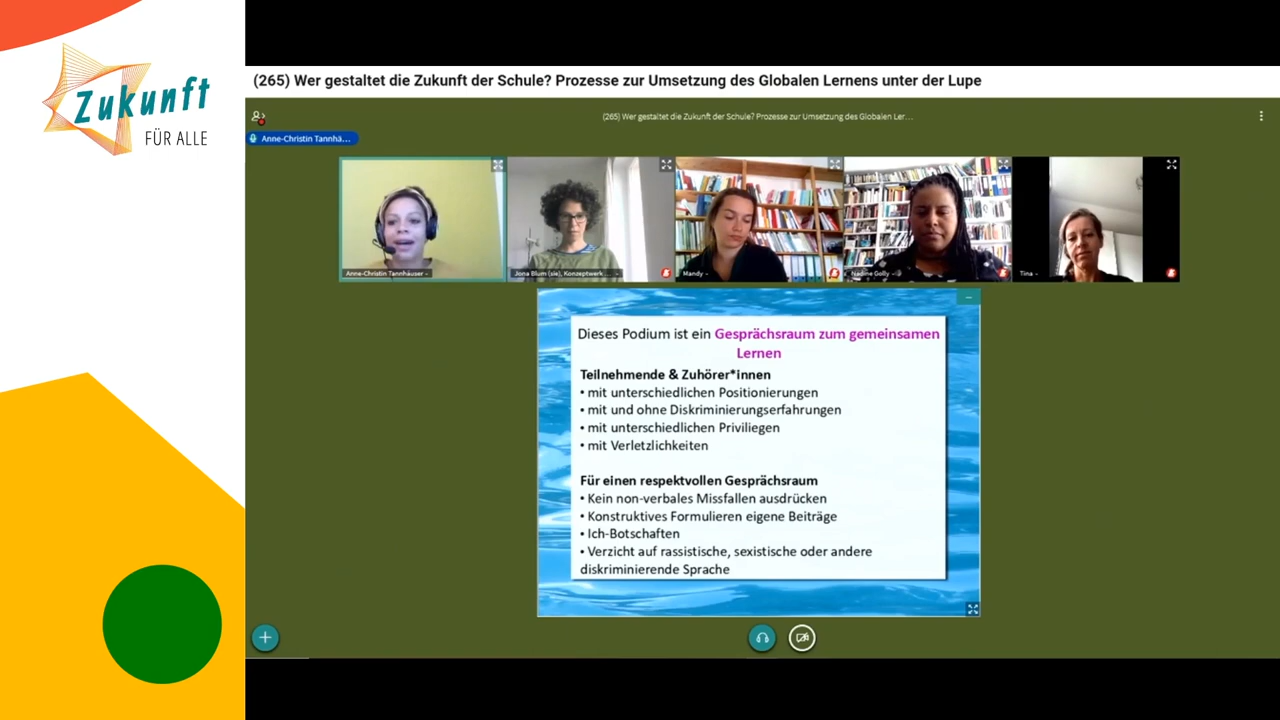 Zukunft
FÜR ALLE
(265) Wer gestaltet die Zukunft der Schule? Prozesse zur Umsetzung des Globalen Lernens unter der Lupe
(265) Wer gestaltet die Zukunft der Schule? Prozesse zur Umsetzung des Globalen Ler…
Anne-Christin Tannhä…
Anne-Christin Tannhäuser
Jona Blum (sie), Konzeptwerk ...
Mandy
Nadine Golly
Tina
Dieses Podium ist ein Gesprächsraum zum gemeinsamen
Lernen
Teilnehmende & Zuhörer*innen
• mit unterschiedlichen Positionierungen
• mit und ohne Diskriminierungserfahrungen
• mit unterschiedlichen Priviliegen
• mit Verletzlichkeiten
Für einen respektvollen Gesprächsraum
• Kein non-verbales Missfallen ausdrücken
• Konstruktives Formulieren eigene Beiträge
• Ich-Botschaften
• Verzicht auf rassistische, sexistische oder andere
diskriminierende Sprache